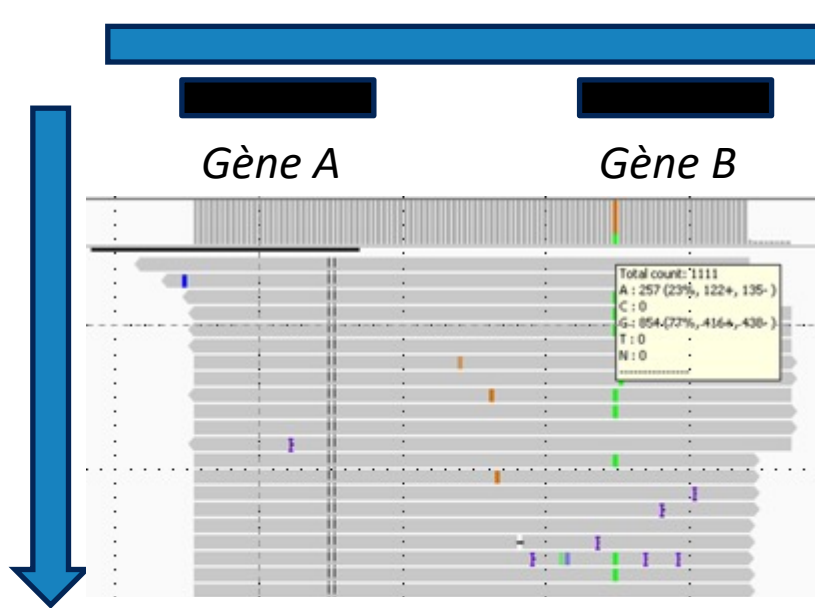 Gène A
Gène B
Total count: 1111
A : 257 (23%, 122+, 135- )
C : 0
G : 854 (77%, 416+, 438- )
T : 0
N : 0
---------------